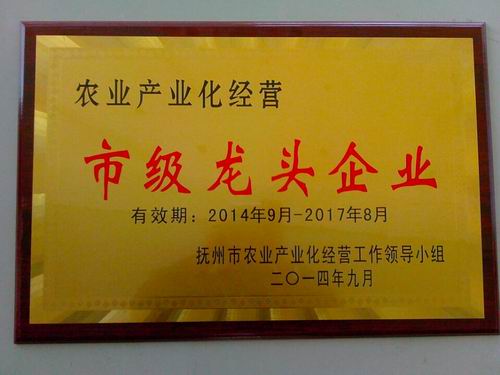 农业产业化经营
市级龙头企业
有效期：2014年9月-2017年8月
抚州市农业产业化经营工作领导小组
二〇一四年九月